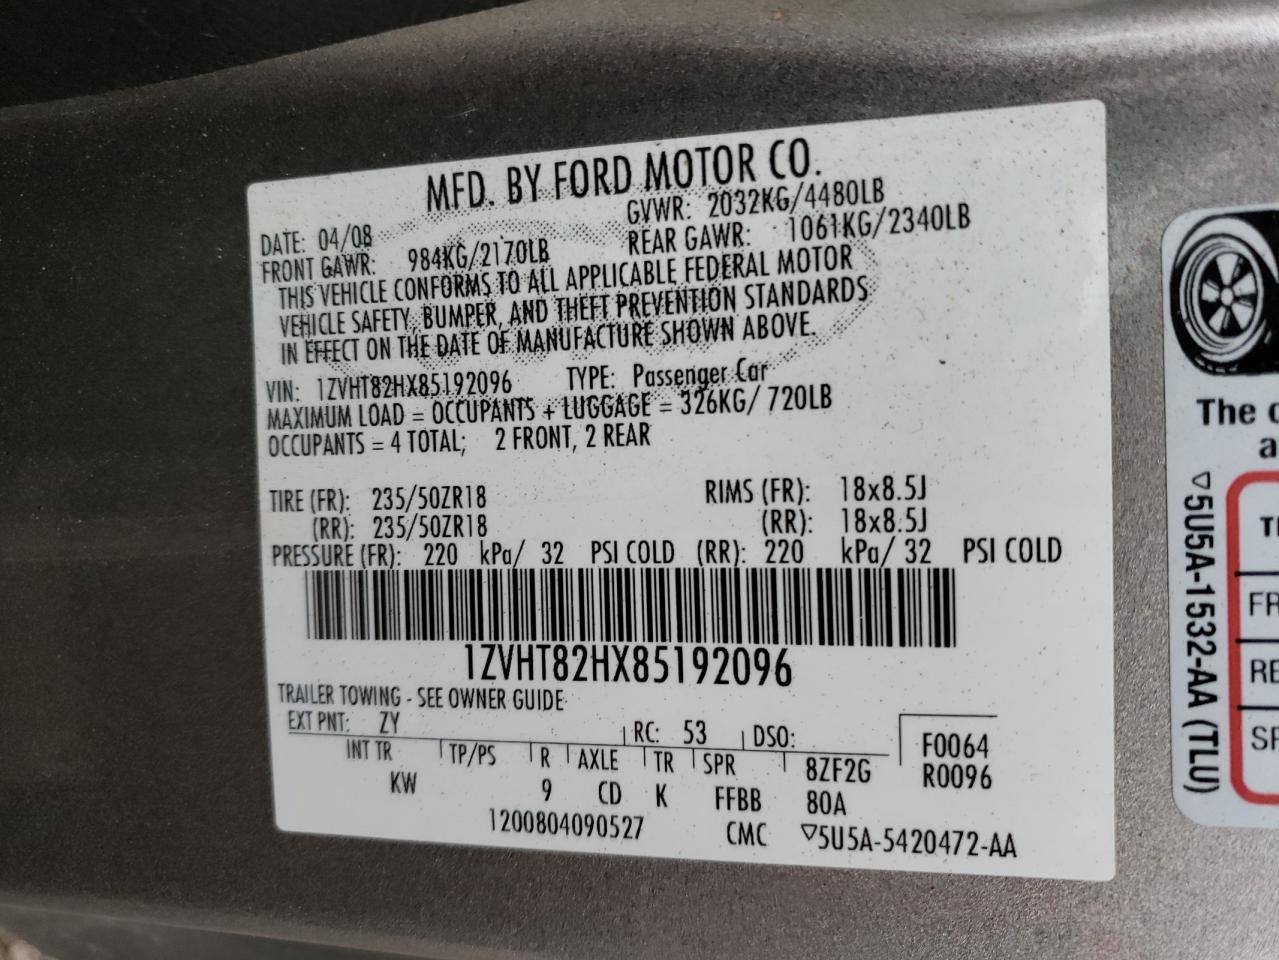 MFD. BY FORD MOTOR CO.
DATE: 04/08 GVWR: 2032KG/4480LB
FRONT GAWR: 984KG/2170LB REAR GAWR: 1061KG/2340LB
THIS VEHICLE CONFORMS TO ALL APPLICABLE FEDERAL MOTOR
VEHICLE SAFETY, BUMPER, AND THEFT PREVENTION STANDARDS
IN EFFECT ON THE DATE OF MANUFACTURE SHOWN ABOVE.
VIN: 1ZVHT82HX85192096 TYPE: Passenger Car
MAXIMUM LOAD = OCCUPANTS + LUGGAGE = 326KG/ 720LB
OCCUPANTS = 4 TOTAL; 2 FRONT, 2 REAR
TIRE (FR): 235/50ZR18 RIMS (FR): 18x8.5J
(RR): 235/50ZR18 (RR): 18x8.5J
PRESSURE (FR): 220 kPa/ 32 PSI COLD (RR): 220 kPa/ 32 PSI COLD
1ZVHT82HX85192096
TRAILER TOWING - SEE OWNER GUIDE
EXT PNT: ZY RC: 53 DSO: F0064
INT TR TP/PS R AXLE TR SPR 8ZF2G R0096
KW 9 CD K FFBB 80A
1200804090527 CMC ▽5U5A-5420472-AA
The
▽5U5A-1532-AA (TLU)
FR